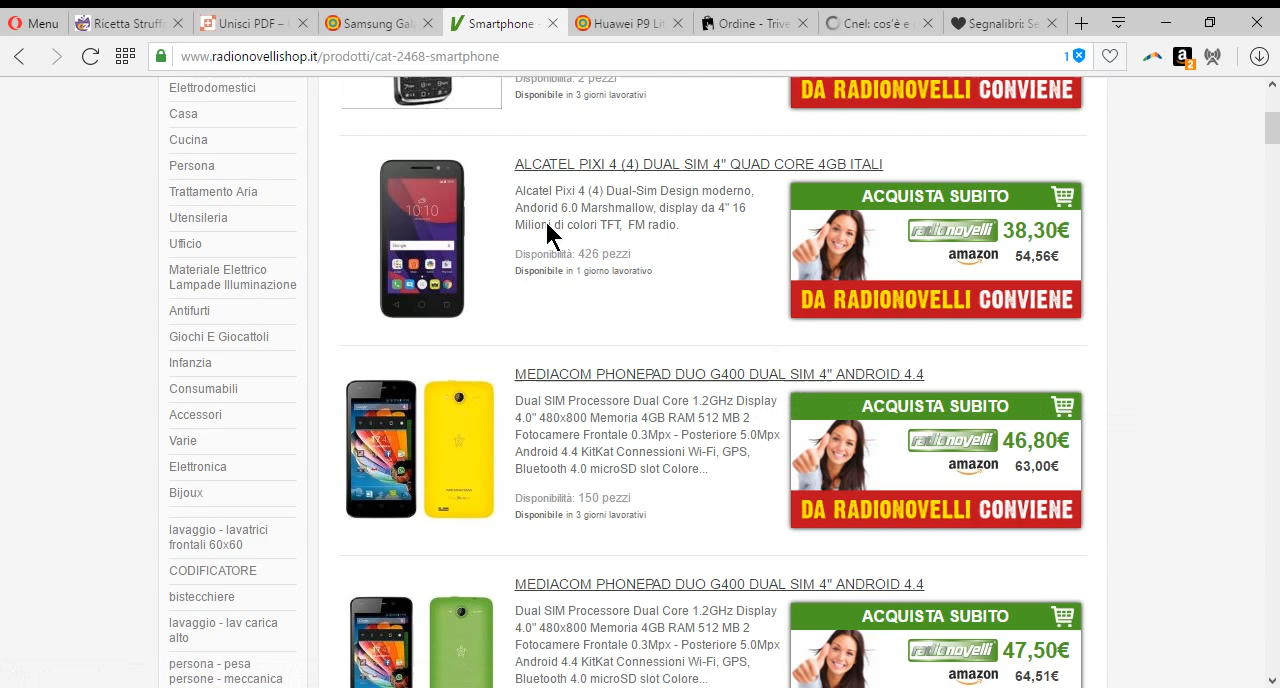 Menu
Ricetta Struff
Unisci PDF –
Samsung Gal
Smartphone -
Huawei P9 Lit
Ordine - Trive
Cnel: cos'è e
Segnalibri: Se
1
www.radionovellishop.it/prodotti/cat-2468-smartphone
2
Elettrodomestici
Casa
Cucina
Persona
Trattamento Aria
Utensileria
Ufficio
Materiale Elettrico
Lampade Illuminazione
Antifurti
Giochi E Giocattoli
Infanzia
Consumabili
Accessori
Varie
Elettronica
Bijoux
lavaggio - lavatrici
frontali 60x60
CODIFICATORE
bistecchiere
lavaggio - lav carica
alto
persona - pesa
persone - meccan
Disponibilità: 2 pezzi
Disponibile in 3 giorni lavorativi
DA RADIONOVELLI CONVIENE
ALCATEL PIXI 4 (4) DUAL SIM 4" QUAD CORE 4GB ITALI
Alcatel Pixi 4 (4) Dual-Sim Design moderno,
Andorid 6.0 Marshmallow, display da 4" 16
Milioni di colori TFT, FM radio.
Disponibilità: 426 pezzi
Disponibile in 1 giorno lavorativo
ACQUISTA SUBITO
radionovelli 38,30€
amazon 54,56€
DA RADIONOVELLI CONVIENE
10:10
MEDIACOM PHONEPAD DUO G400 DUAL SIM 4" ANDROID 4.4
Dual SIM Processore Dual Core 1.2GHz Display
4.0" 480x800 Memoria 4GB RAM 512 MB 2
Fotocamere Frontale 0.3Mpx - Posteriore 5.0Mpx
Android 4.4 KitKat Connessioni Wi-Fi, GPS,
Bluetooth 4.0 microSD slot Colore...
Disponibilità: 150 pezzi
Disponibile in 3 giorni lavorativi
ACQUISTA SUBITO
radionovelli 46,80€
amazon 63,00€
DA RADIONOVELLI CONVIENE
MEDIACOM PHONEPAD DUO G400 DUAL SIM 4" ANDROID 4.4
Dual SIM Processore Dual Core 1.2GHz Display
4.0" 480x800 Memoria 4GB RAM 512 MB 2
Fotocamere Frontale 0.3Mpx - Posteriore 5.0Mpx
Android 4.4 KitKat Connessioni Wi-Fi, GPS,
Bluetooth 4.0 microSD slot Colore...
ACQUISTA SUBITO
radionovelli 47,50€
amazon 64,51€